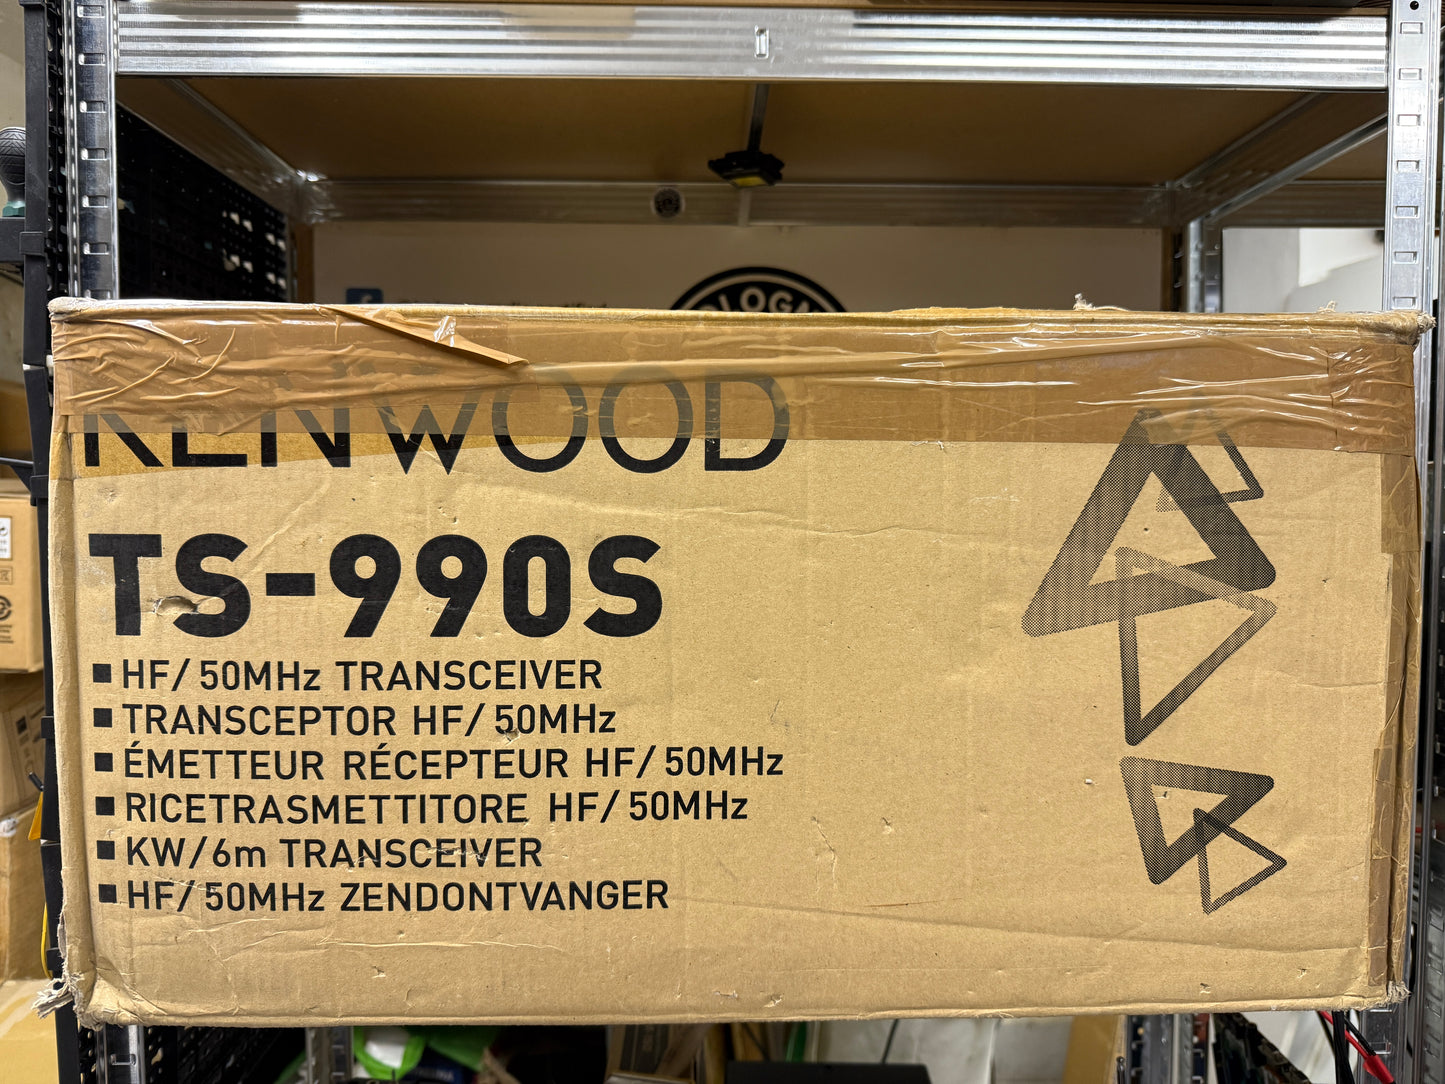 KENWOOD
TS-990S
■ HF/50MHz TRANSCEIVER
■ TRANSCEPTOR HF/50MHz
■ ÉMETTEUR RÉCEPTEUR HF/50MHz
■ RICETRASMETTITORE HF/50MHz
■ KW/6m TRANSCEIVER
■ HF/50MHz ZENDONTVANGER